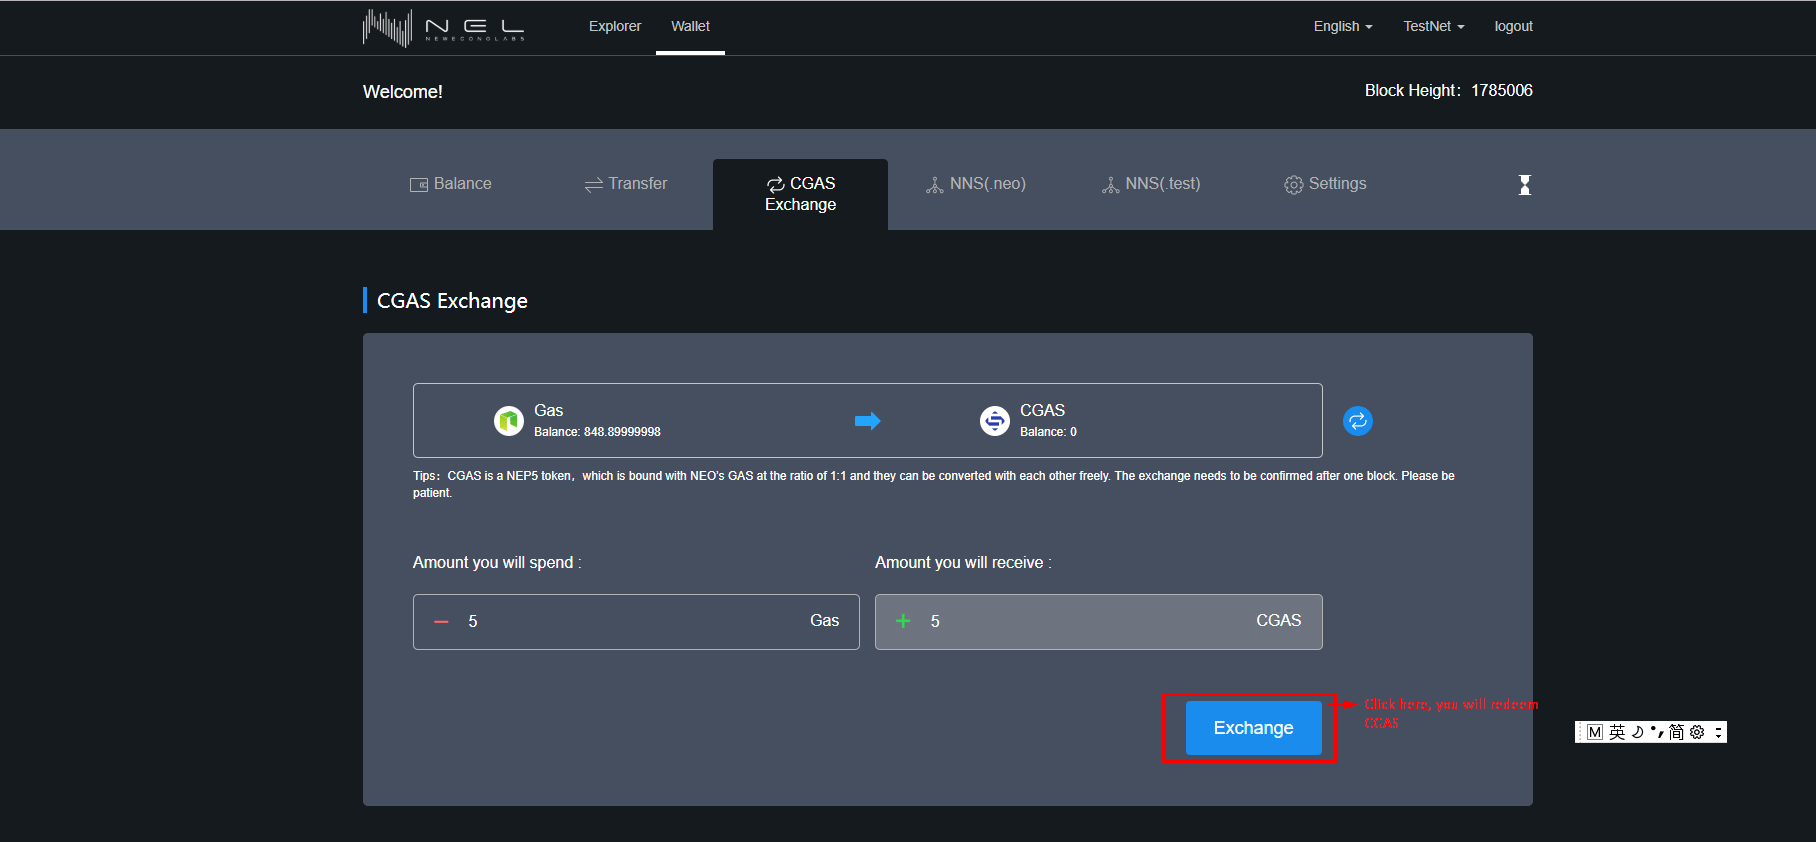 NEL
NEWECONOLABS
Explorer
Wallet
English
TestNet
logout
Welcome!
Block Height：1785006
Balance
Transfer
CGAS
Exchange
NNS(.neo)
NNS(.test)
Settings
CGAS Exchange
Gas
Balance: 848.89999998
CGAS
Balance: 0
Tips：CGAS is a NEP5 token，which is bound with NEO's GAS at the ratio of 1:1 and they can be converted with each other freely. The exchange needs to be confirmed after one block. Please be
patient.
Amount you will spend :
Amount you will receive :
5
Gas
5
CGAS
Exchange
Click here, you will redeem
CGAS
M 英 简